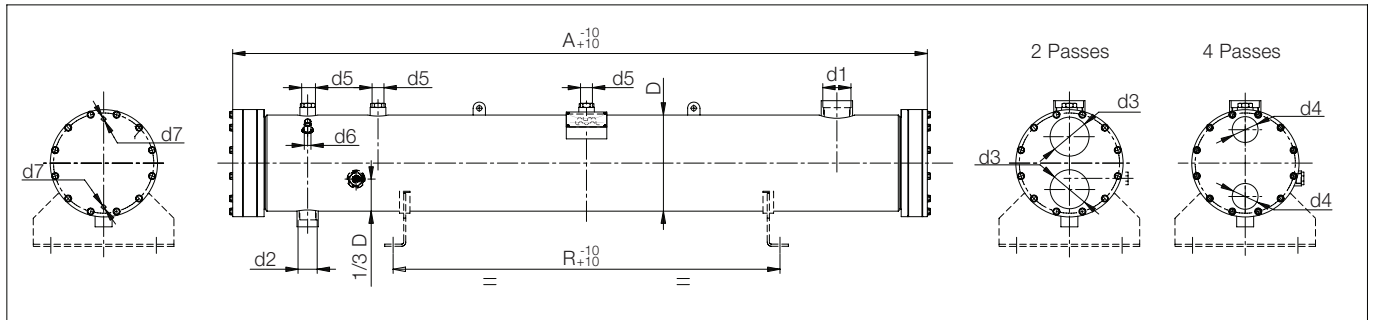 A -10 +10
2 Passes
4 Passes
d5
d5
d5
D
d1
d3
d4
d7
d6
d3
d7
d4
d2
1/3 D
R -10 +10